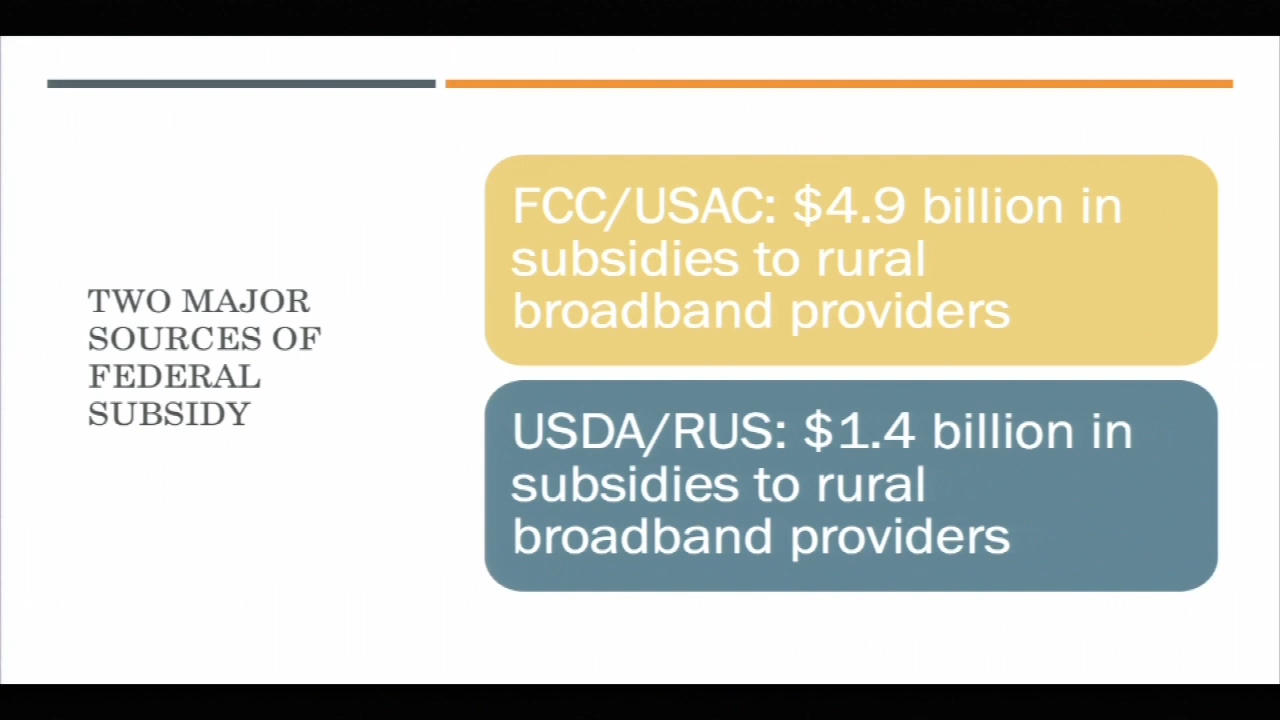 TWO MAJOR
SOURCES OF
FEDERAL
SUBSIDY
FCC/USAC: $4.9 billion in
subsidies to rural
broadband providers
USDA/RUS: $1.4 billion in
subsidies to rural
broadband providers